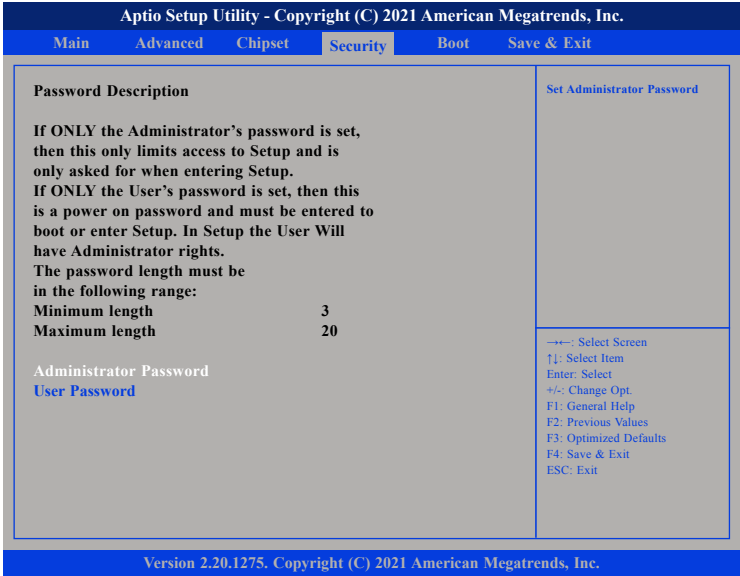 Aptio Setup Utility - Copyright (C) 2021 American Megatrends, Inc.
Main Advanced Chipset Security Boot Save & Exit
Password Description
If ONLY the Administrator's password is set,
then this only limits access to Setup and is
only asked for when entering Setup.
If ONLY the User's password is set, then this
is a power on password and must be entered to
boot or enter Setup. In Setup the User Will
have Administrator rights.
The password length must be
in the following range:
Minimum length 3
Maximum length 20
Administrator Password
User Password
Set Administrator Password
→←: Select Screen
↑↓: Select Item
Enter: Select
+/-: Change Opt.
F1: General Help
F2: Previous Values
F3: Optimized Defaults
F4: Save & Exit
ESC: Exit
Version 2.20.1275. Copyright (C) 2021 American Megatrends, Inc.